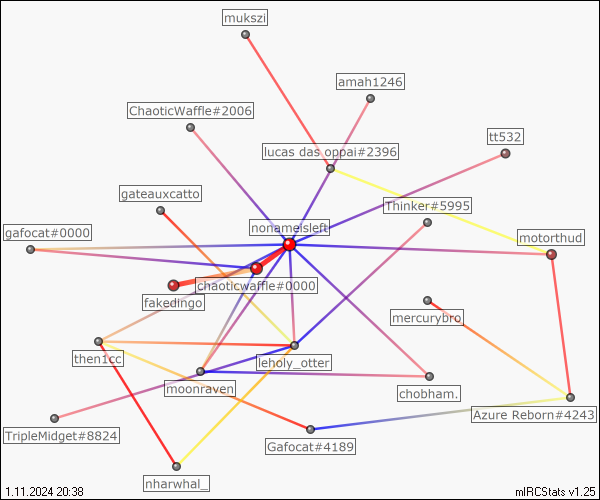 mukszi
amah1246
ChaoticWaffle#2006
tt532
lucas das oppai#2396
gateauxcatto
Thinker#5995
nonameisleft
gafocat#0000
motorthud
chaoticwaffle#0000
fakedingo
mercurybro
then1cc
leholy_otter
moonraven
chobham.
Azure Reborn#4243
TripleMidget#8824
Gafocat#4189
nharwhal_
1.11.2024 20:38
mIRCStats v1.25